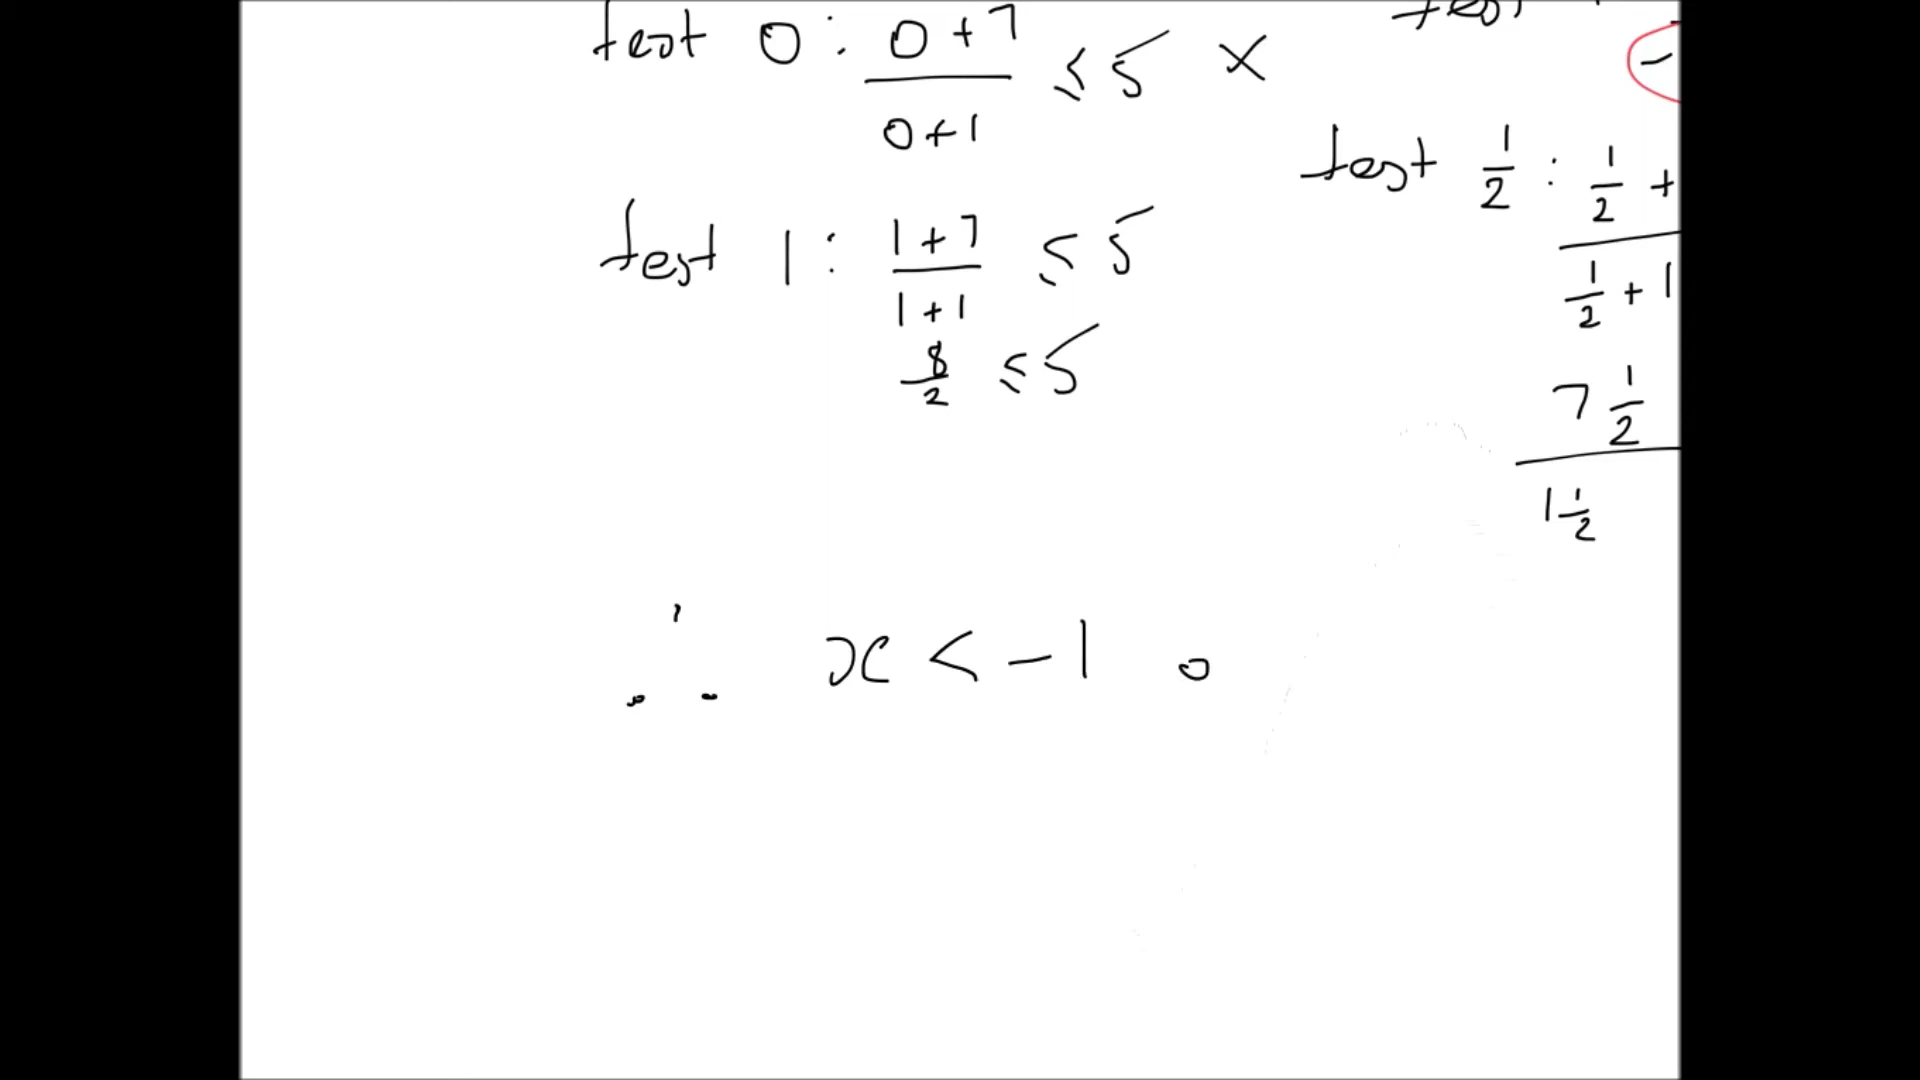 test 0 : (0 + 7)/(0 + 1) ≤ 5 ×
test 1 : (1 + 7)/(1 + 1) ≤ 5
8/2 ≤ 5
test 1/2 : 1/2 +
1/2 + 1
7 1/2
1 1/2
∴ x < -1 o